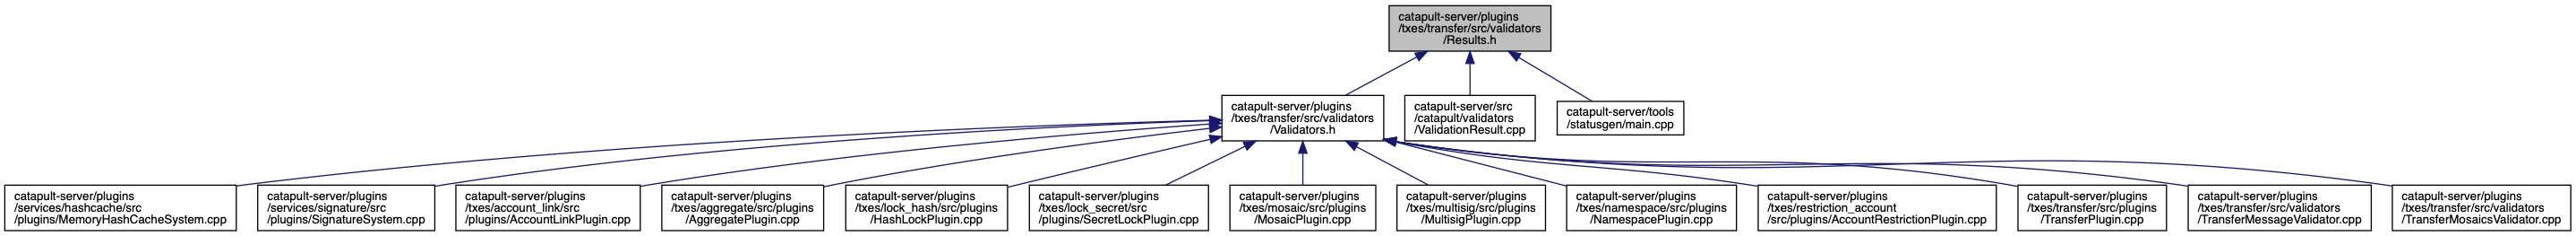 catapult-server/plugins
/txes/transfer/src/validators
/Results.h
catapult-server/plugins
/txes/transfer/src/validators
/Validators.h
catapult-server/src
/catapult/validators
/ValidationResult.cpp
catapult-server/tools
/statusgen/main.cpp
catapult-server/plugins
/services/hashcache/src
/plugins/MemoryHashCacheSystem.cpp
catapult-server/plugins
/services/signature/src
/plugins/SignatureSystem.cpp
catapult-server/plugins
/txes/account_link/src
/plugins/AccountLinkPlugin.cpp
catapult-server/plugins
/txes/aggregate/src/plugins
/AggregatePlugin.cpp
catapult-server/plugins
/txes/lock_hash/src/plugins
/HashLockPlugin.cpp
catapult-server/plugins
/txes/lock_secret/src
/plugins/SecretLockPlugin.cpp
catapult-server/plugins
/txes/mosaic/src/plugins
/MosaicPlugin.cpp
catapult-server/plugins
/txes/multisig/src/plugins
/MultisigPlugin.cpp
catapult-server/plugins
/txes/namespace/src/plugins
/NamespacePlugin.cpp
catapult-server/plugins
/txes/restriction_account
/src/plugins/AccountRestrictionPlugin.cpp
catapult-server/plugins
/txes/transfer/src/plugins
/TransferPlugin.cpp
catapult-server/plugins
/txes/transfer/src/validators
/TransferMessageValidator.cpp
catapult-server/plugins
/txes/transfer/src/validators
/TransferMosaicsValidator.cpp